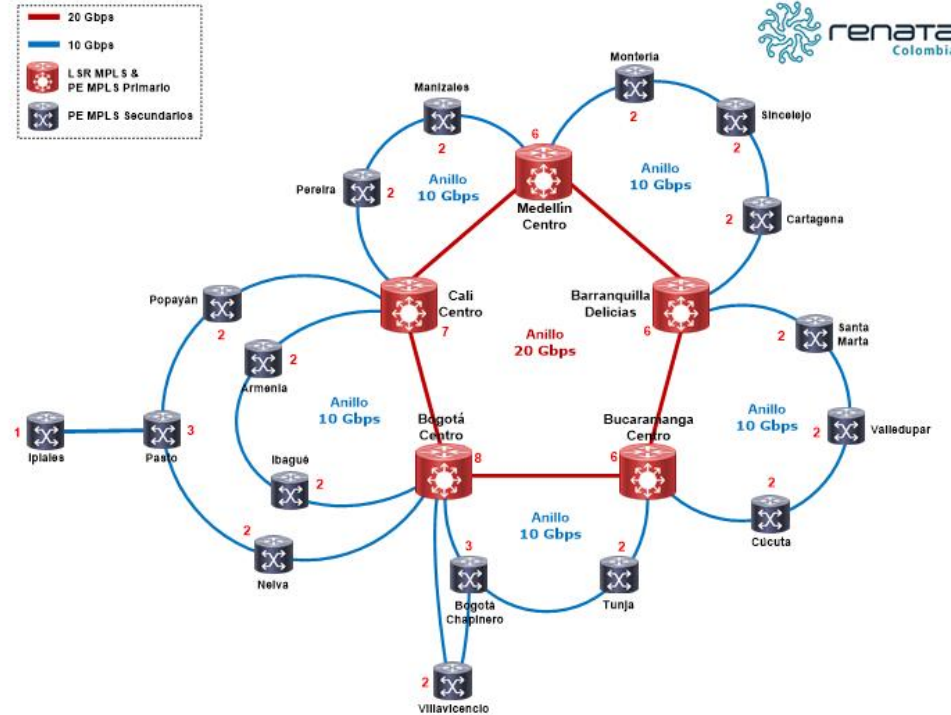 20 Gbps
10 Gbps
LSR MPLS &
PE MPLS Primario
PE MPLS Secundarios
renata
Colombia
Montería
2
Sincelejo
2
Manizales
2
6
Medellín
Centro
Anillo
10 Gbps
Anillo
10 Gbps
Pereira
2
2
Cartagena
Popayán
2
Cali
Centro
7
Barranquilla
Delicias
6
Anillo
20 Gbps
Santa
Marta
2
Armenia
2
Anillo
10 Gbps
Anillo
10 Gbps
Valledupar
2
1
Ipiales
3
Pasto
Bogotá
Centro
8
Bucaramanga
Centro
6
Ibagué
2
2
Cúcuta
Anillo
10 Gbps
2
Neiva
3
Bogotá
Chapinero
2
Tunja
2
Villavicencio